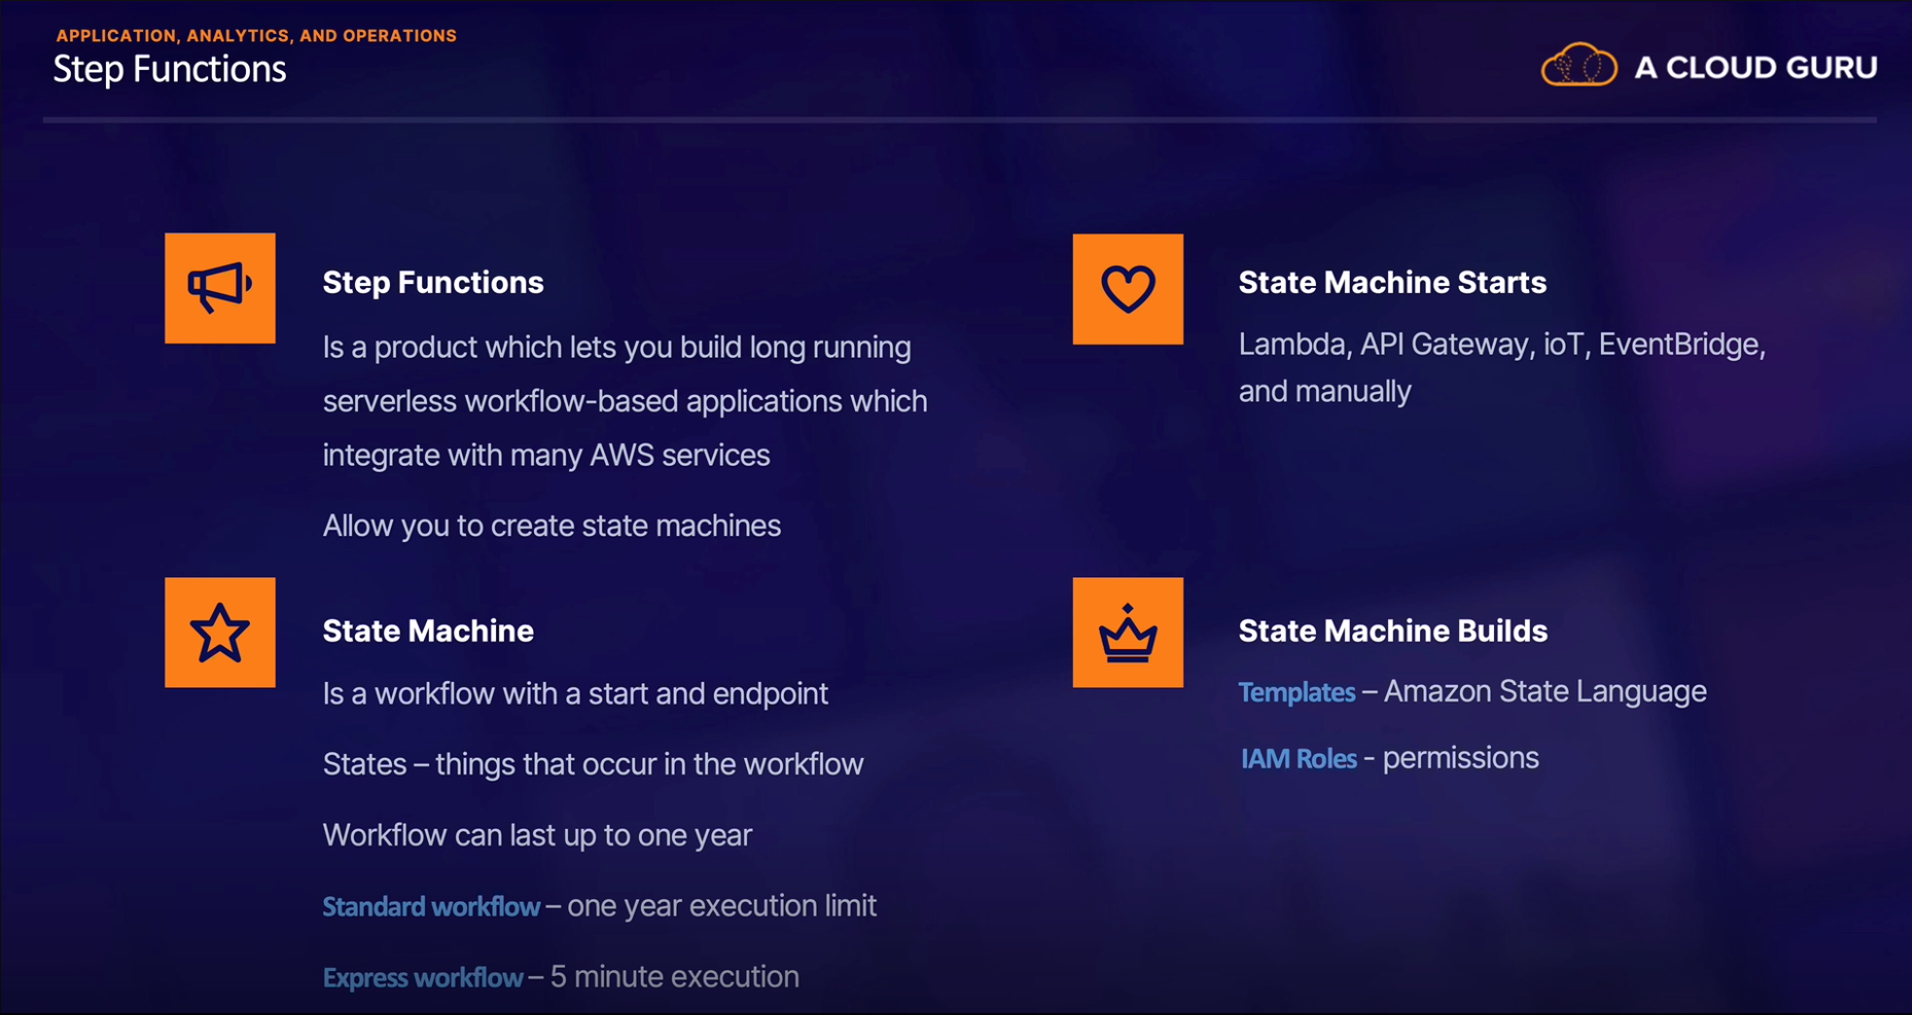 APPLICATION, ANALYTICS, AND OPERATIONS
Step Functions
A CLOUD GURU
Step Functions
Is a product which lets you build long running
serverless workflow-based applications which
integrate with many AWS services
Allow you to create state machines
State Machine
Is a workflow with a start and endpoint
States – things that occur in the workflow
Workflow can last up to one year
Standard workflow – one year execution limit
Express workflow – 5 minute execution
State Machine Starts
Lambda, API Gateway, ioT, EventBridge,
and manually
State Machine Builds
Templates – Amazon State Language
IAM Roles - permissions